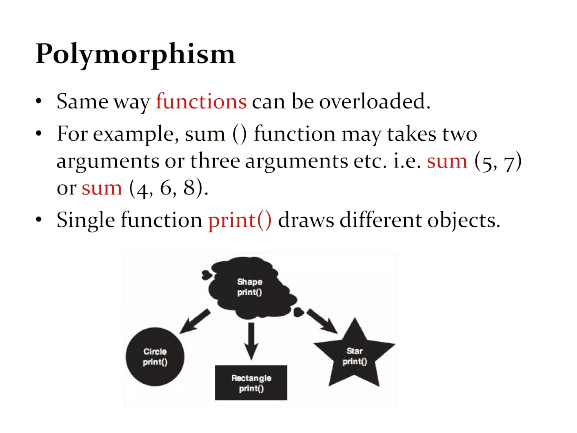 Polymorphism
• Same way functions can be overloaded.
• For example, sum () function may takes two
arguments or three arguments etc. i.e. sum (5, 7)
or sum (4, 6, 8).
• Single function print() draws different objects.
Shape
print()
Circle
print()
Rectangle
print()
Star
print()